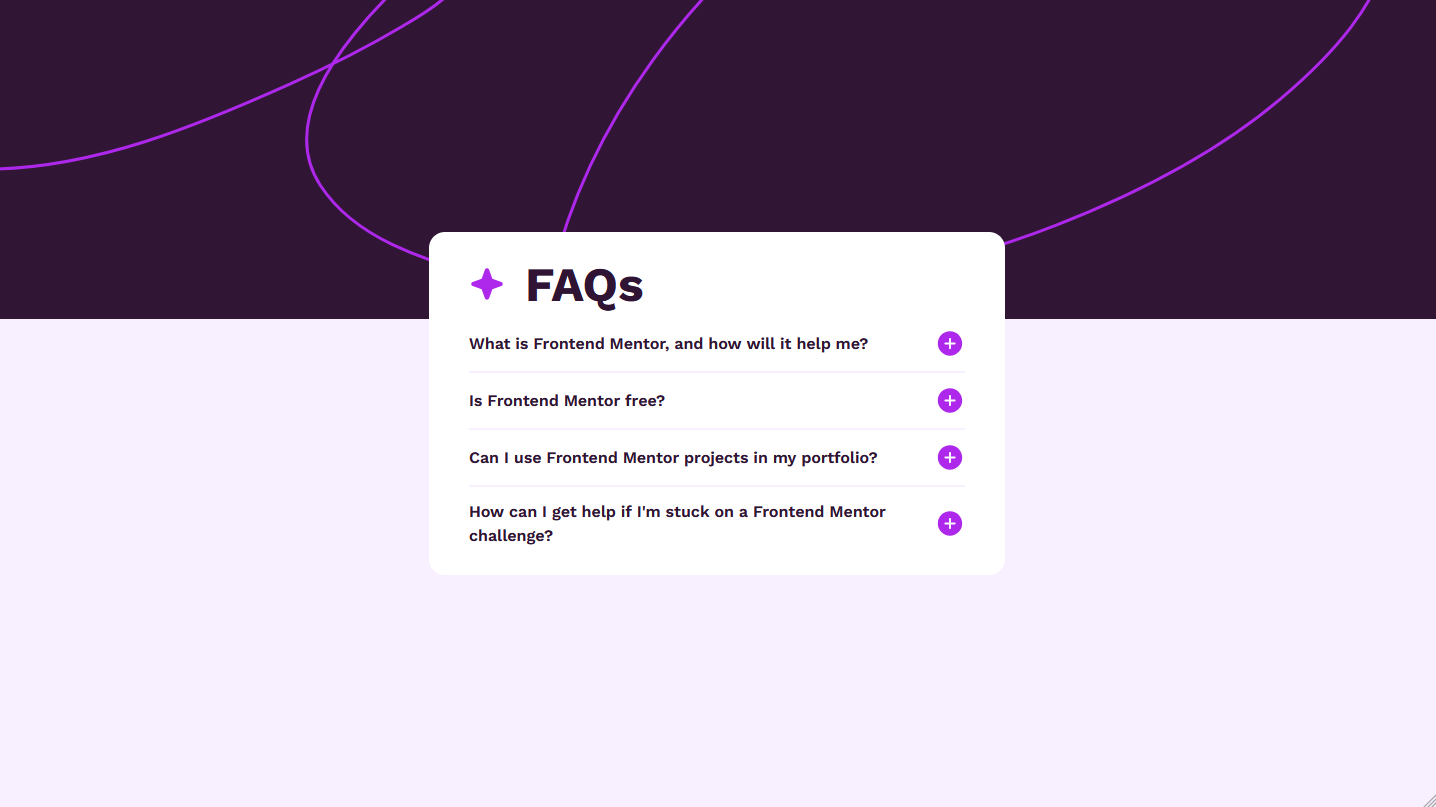 FAQs
What is Frontend Mentor, and how will it help me?
Is Frontend Mentor free?
Can I use Frontend Mentor projects in my portfolio?
How can I get help if I'm stuck on a Frontend Mentor
challenge?